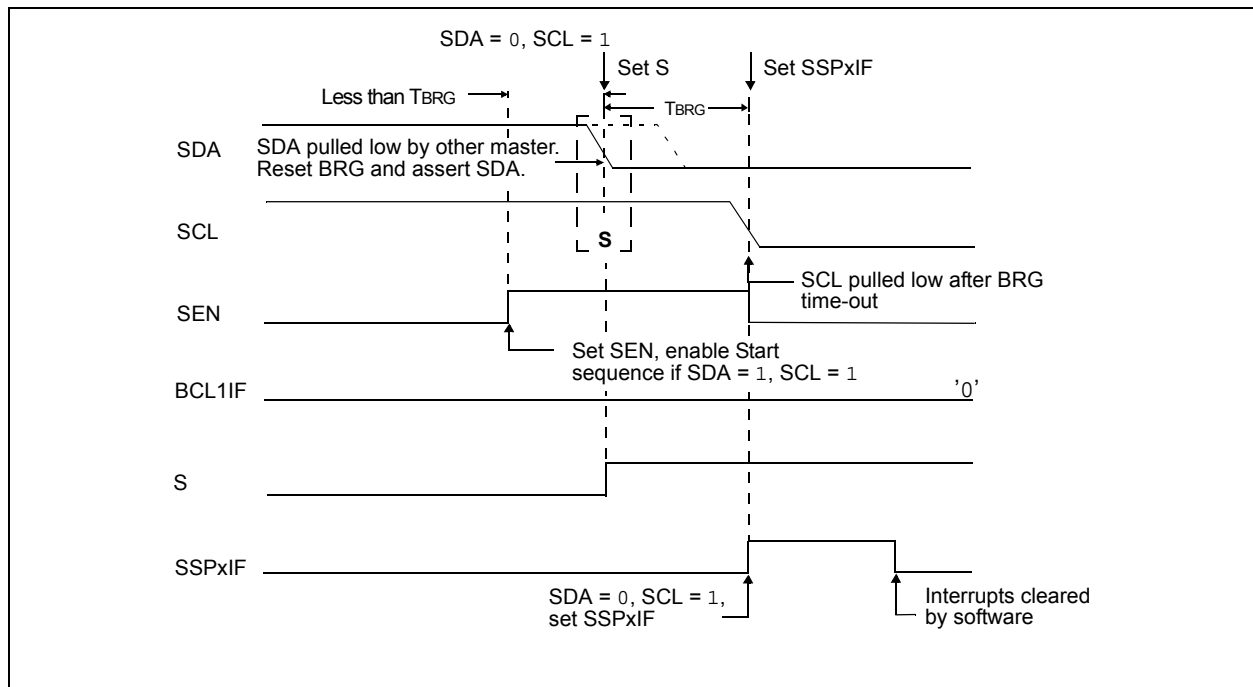 SDA = 0, SCL = 1
Set S
Set SSPxIF
Less than TBRG
TBRG
SDA
SDA pulled low by other master.
Reset BRG and assert SDA.
SCL
S
SCL pulled low after BRG
time-out
SEN
Set SEN, enable Start
sequence if SDA = 1, SCL = 1
BCL1IF
'0'
S
SSPxIF
SDA = 0, SCL = 1,
set SSPxIF
Interrupts cleared
by software